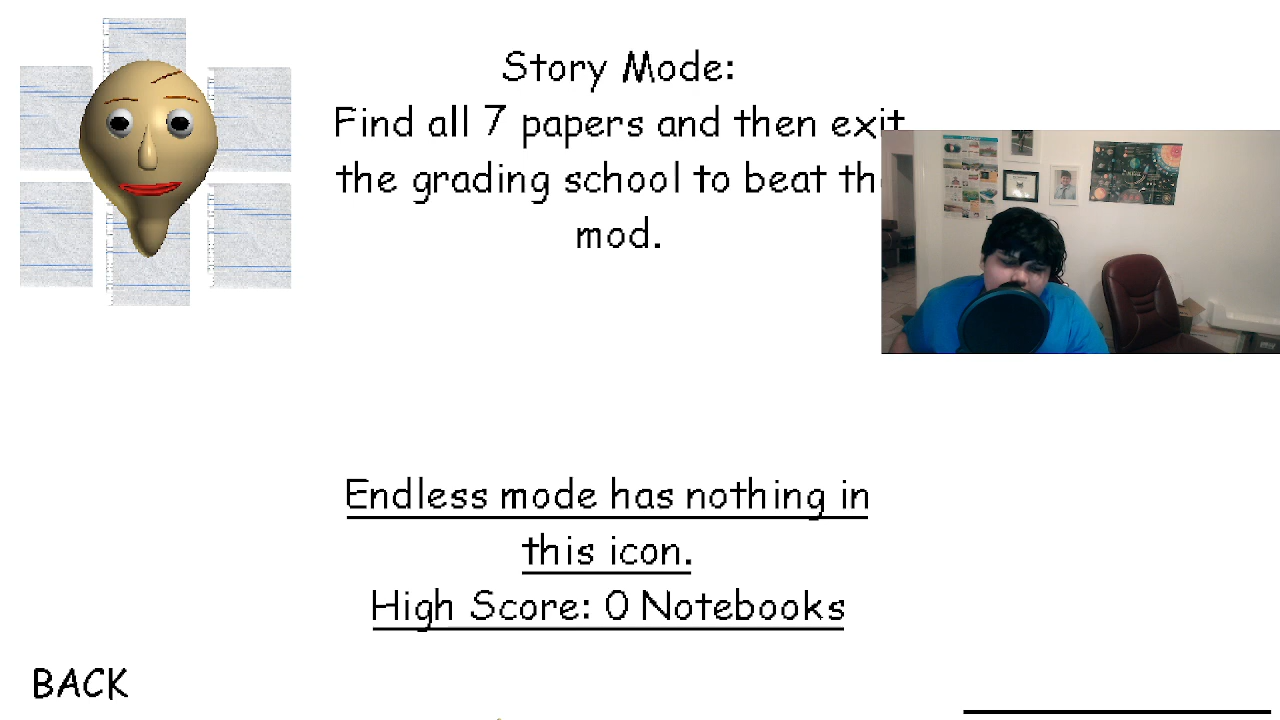 Story Mode:
Find all 7 papers and then exit
the grading school to beat th
mod.
Endless mode has nothing in
this icon.
High Score: 0 Notebooks
BACK